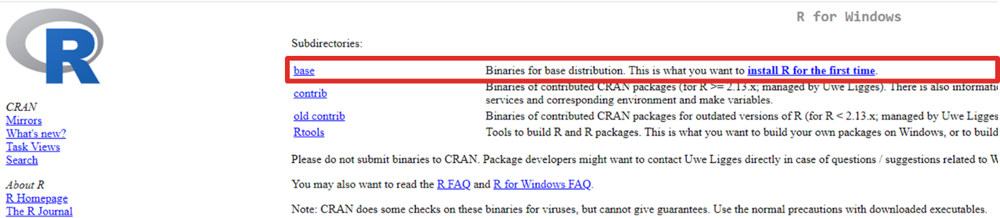 R
R for Windows
Subdirectories:
base Binaries for base distribution. This is what you want to install R for the first time.
contrib Binaries of contributed CRAN packages (for R >= 2.13.x; managed by Uwe Ligges). There is also
services and corresponding environment and make variables.
old contrib Binaries of contributed CRAN packages for outdated versions of R (for R < 2.13.x; managed by Uwe Ligges
Rtools Tools to build R and R packages. This is what you want to build your own packages on Windows, or to build
Please do not submit binaries to CRAN. Package developers might want to contact Uwe Ligges directly in case of questions / suggestions related to
You may also want to read the R FAQ and R for Windows FAQ.
Note: CRAN does some checks on these binaries for viruses, but cannot give guarantees. Use the normal precautions with downloaded executables.
CRAN
Mirrors
What's new?
Task Views
Search
About R
R Homepage
The R Journal